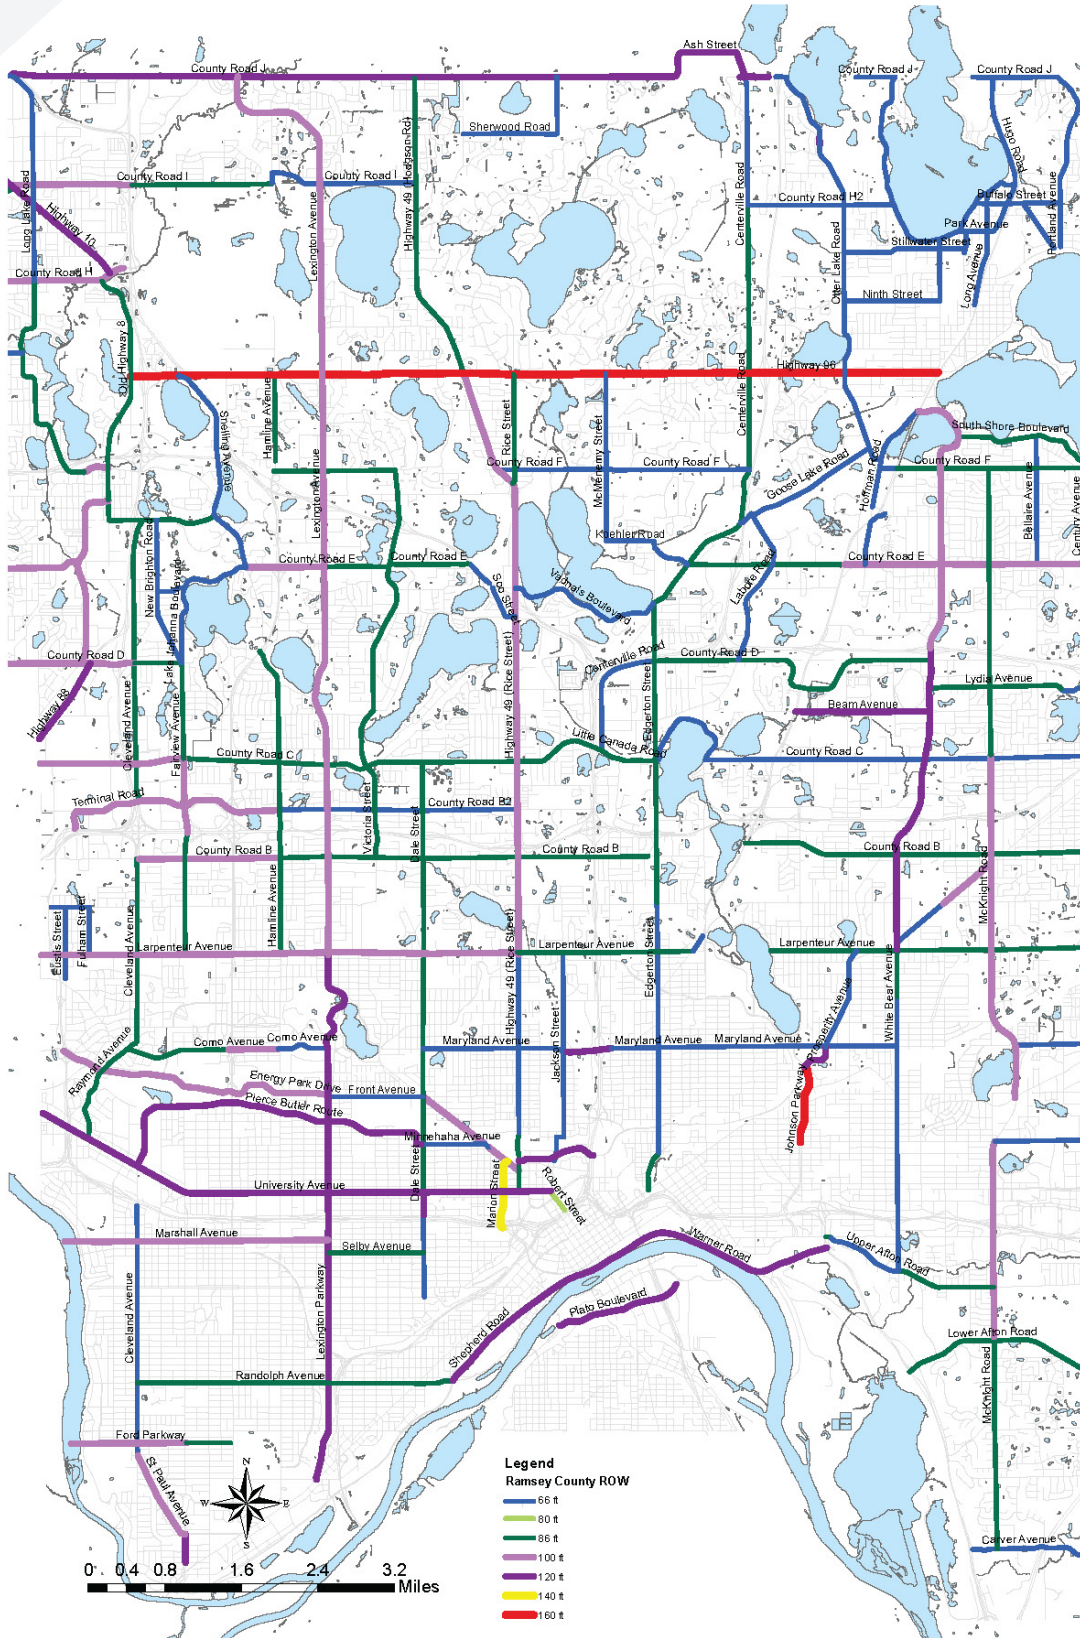 Ash Street
County Road J
County Road J
County Road J
Sherwood Road
Hugo Road
County Road I
County Road I
Highway 49 (Hodgson Rd)
Long Lake Road
Lexington Avenue
Centerville Road
County Road H2
Buffalo Street
Portland Avenue
Highway 10
Park Avenue
Otter Lake Road
Stillwater Street
Long Avenue
County Road H
Ninth Street
Old Highway 8
Highway 96
Centerville Road
Hamline Avenue
Snelling Avenue
Rice Street
McMenemy Street
South Shore Boulevard
County Road F
County Road F
County Road F
Goose Lake Road
Hoffman Road
Bellaire Avenue
Century Avenue
Lexington Avenue
Koehler Road
New Brighton Road
County Road E
County Road E
County Road E
Labore Road
Soo Street
Vadnais Boulevard
Lake Johanna Boulevard
County Road D
Centerville Road
County Road D
Edgerton Street
Highway 49 (Rice Street)
Lydia Avenue
Highway 88
Cleveland Avenue
Fairview Avenue
Beam Avenue
Little Canada Road
County Road C
County Road C
Terminal Road
Victoria Street
Dale Street
County Road B2
County Road B
County Road B
County Road B
McKnight Road
Eustis Street
Fulham Street
Cleveland Avenue
Hamline Avenue
Larpenteur Avenue
Larpenteur Avenue
Larpenteur Avenue
Highway 49 (Rice Street)
Edgerton Street
White Bear Avenue
Prosperity Avenue
Raymond Avenue
Como Avenue
Como Avenue
Maryland Avenue
Jackson Street
Maryland Avenue
Maryland Avenue
Energy Park Drive
Front Avenue
Pierce Butler Route
Johnson Parkway
Minnehaha Avenue
Dale Street
University Avenue
Marion Street
Robert Street
Marshall Avenue
Selby Avenue
Warner Road
Upper Afton Road
Cleveland Avenue
Lexington Parkway
Plato Boulevard
Shepherd Road
Lower Afton Road
McKnight Road
Randolph Avenue
Ford Parkway
St Paul Avenue
Carver Avenue
N
W
E
S
0 0.4 0.8 1.6 2.4 3.2
Miles
Legend
Ramsey County ROW
66 ft
80 ft
86 ft
100 ft
120 ft
140 ft
160 ft